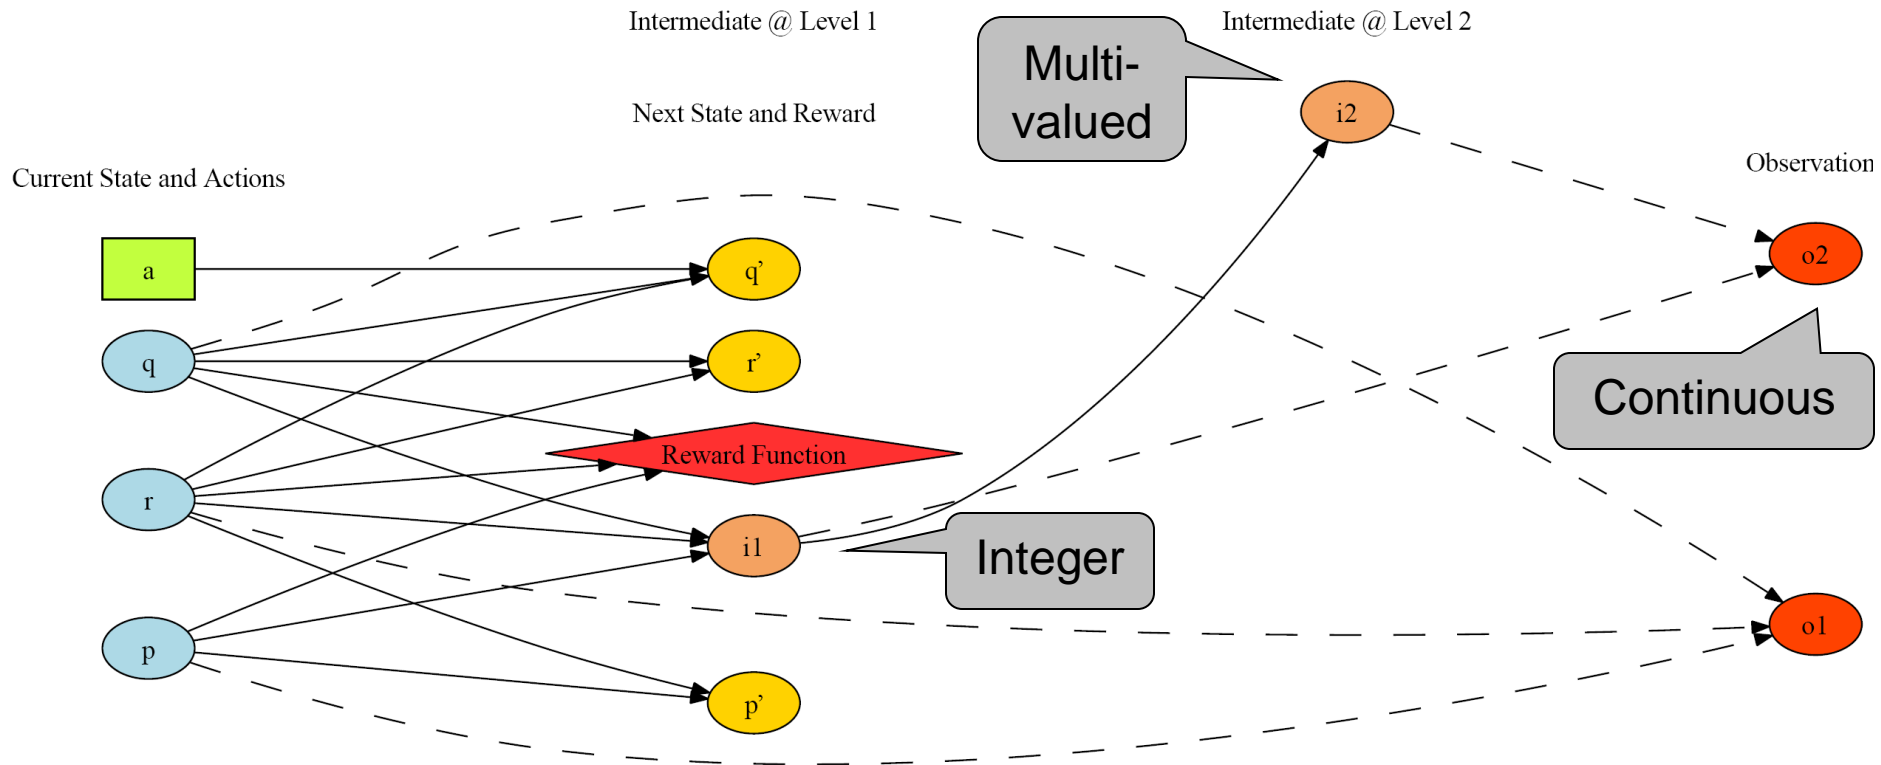 Intermediate @ Level 1
Intermediate @ Level 2
Multi-
valued
i2
Next State and Reward
Current State and Actions
Observation
a
q’
o2
q
r’
Continuous
Reward Function
r
i1
Integer
p
o1
p’